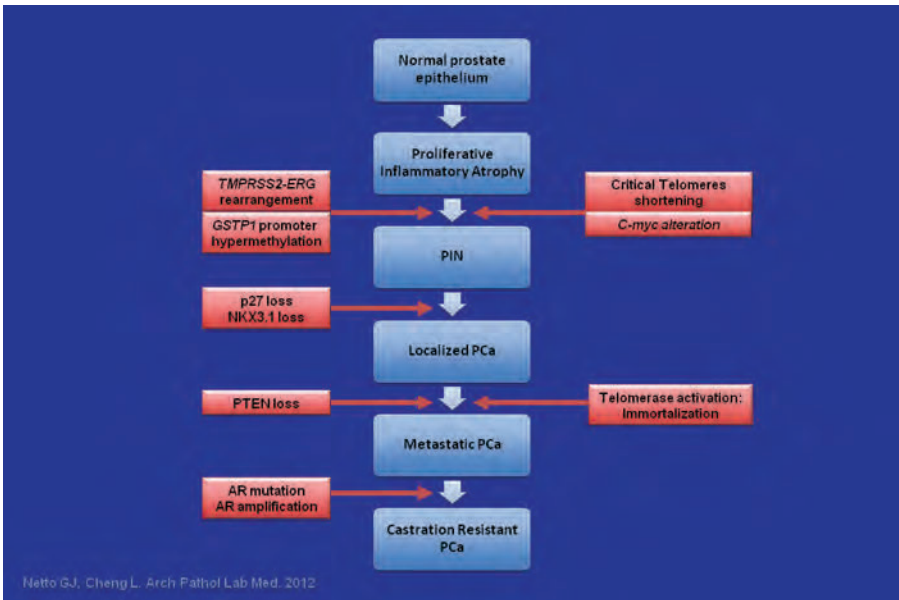 Normal prostate
epithelium
Proliferative
Inflammatory Atrophy
TMPRSS2-ERG
rearrangement
GSTP1 promoter
hypermethylation
Critical Telomeres
shortening
C-myc alteration
PIN
p27 loss
NKX3.1 loss
Localized PCa
PTEN loss
Telomerase activation:
Immortalization
Metastatic PCa
AR mutation
AR amplification
Castration Resistant
PCa
Netto GJ, Cheng L. Arch Pathol Lab Med. 2012